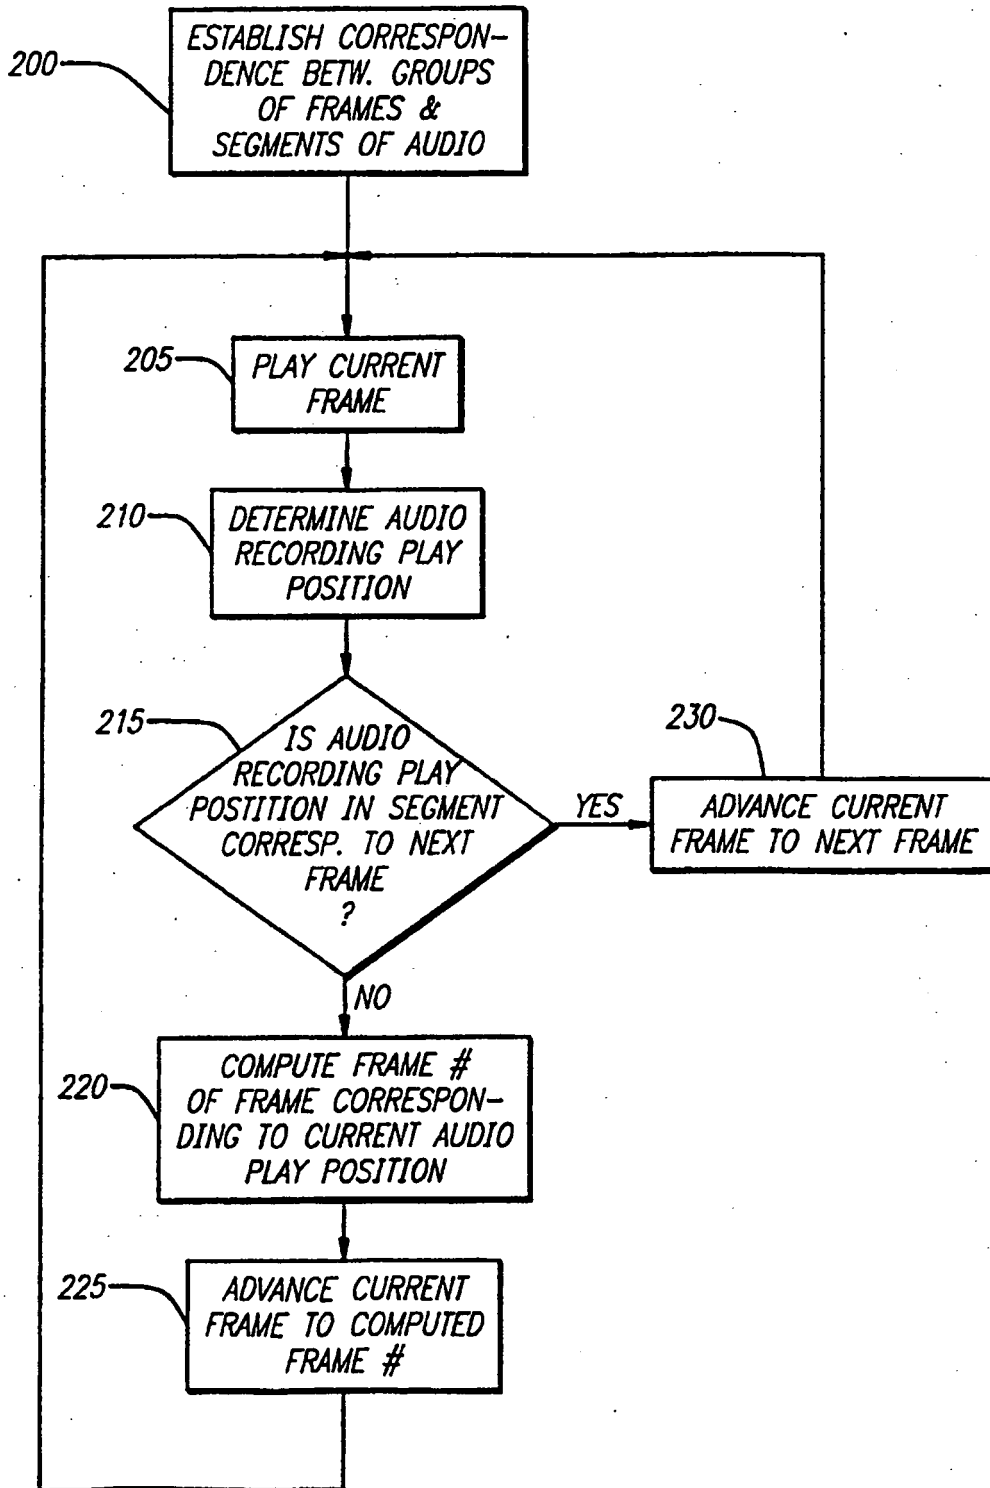 200
ESTABLISH CORRESPON-
DENCE BETW. GROUPS
OF FRAMES &
SEGMENTS OF AUDIO
205
PLAY CURRENT
FRAME
210
DETERMINE AUDIO
RECORDING PLAY
POSITION
215
IS AUDIO
RECORDING PLAY
POSTITION IN SEGMENT
CORRESP. TO NEXT
FRAME
?
YES
230
ADVANCE CURRENT
FRAME TO NEXT FRAME
NO
220
COMPUTE FRAME #
OF FRAME CORRESPON-
DING TO CURRENT AUDIO
PLAY POSITION
225
ADVANCE CURRENT
FRAME TO COMPUTED
FRAME #